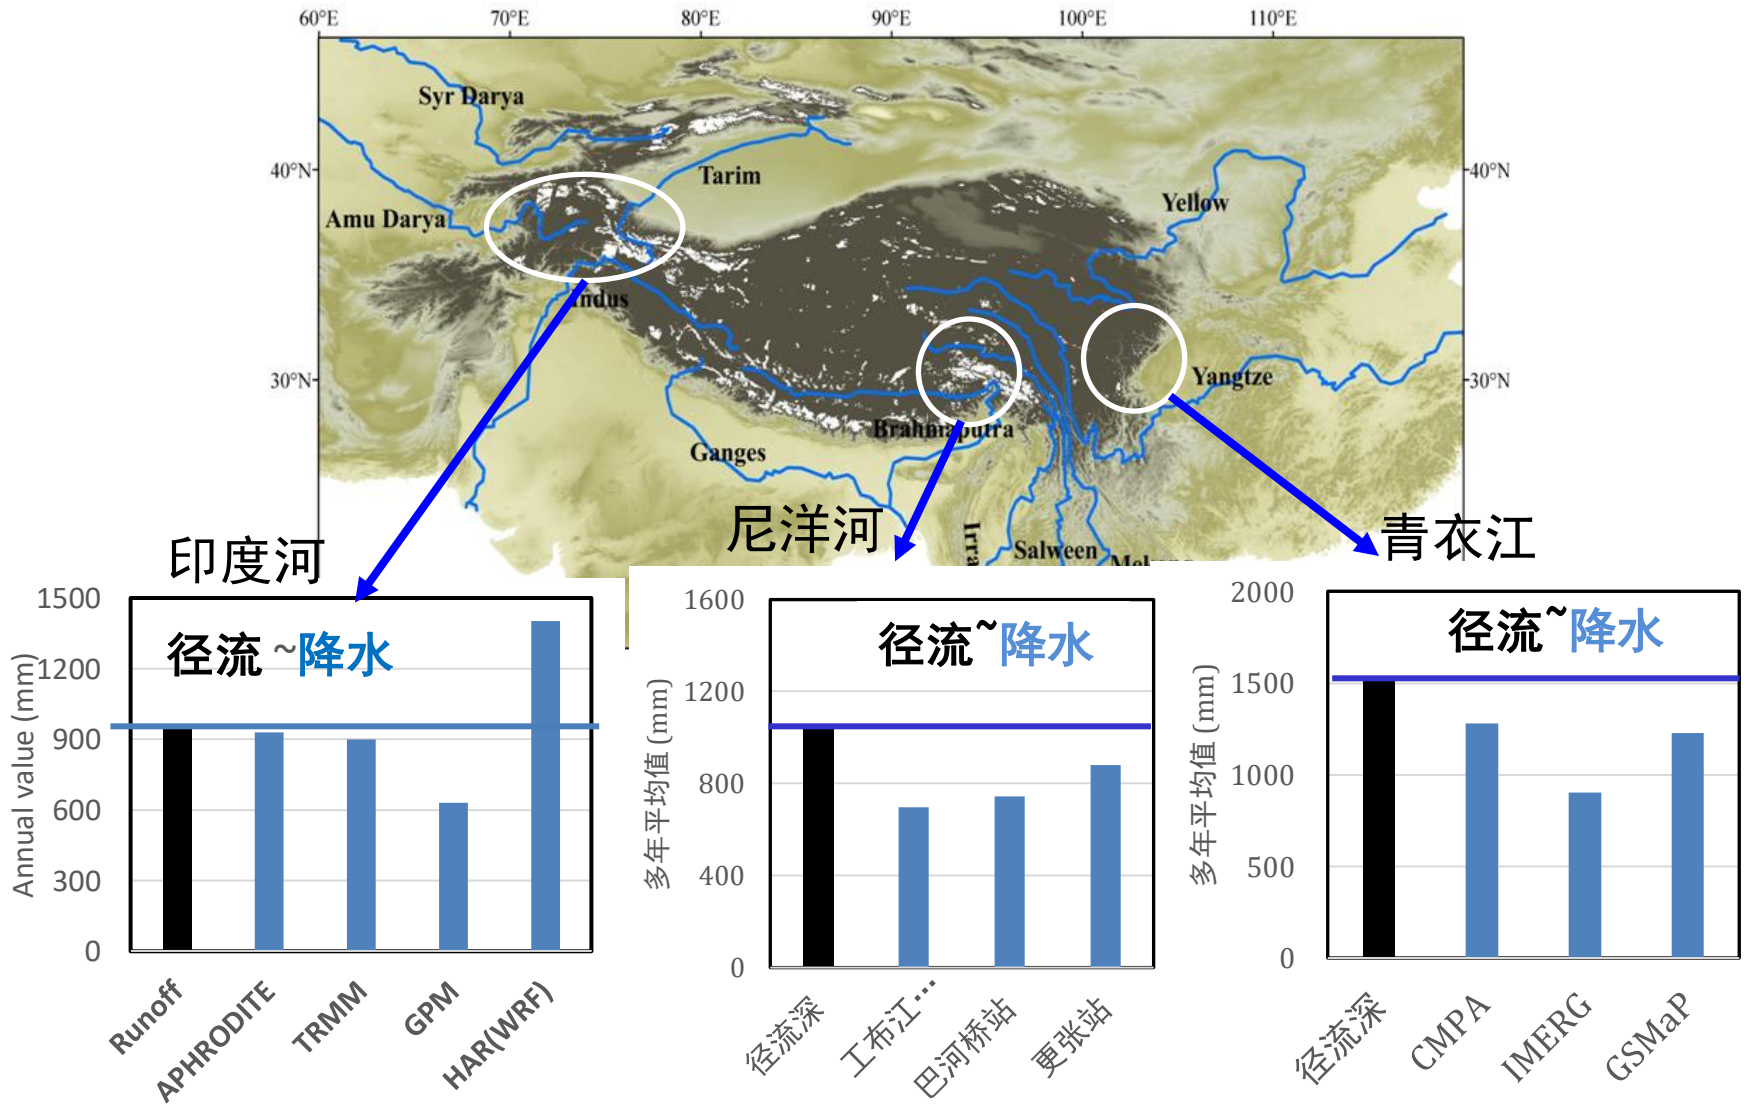 60°E 70°E 80°E 90°E 100°E 110°E
Syr Darya
40°N
Tarim
40°N
Amu Darya
Yellow
Indus
30°N
Yangtze
30°N
Brahmaputra
Ganges
Salween
印度河
尼洋河
青衣江
径流 ~降水
Annual value (mm)
1500
1200
900
600
300
0
Runoff
APHRODITE
TRMM
GPM
HAR(WRF)
径流~降水
多年平均值 (mm)
1600
1200
800
400
0
径流深
工布江…
巴河桥站
更张站
径流~降水
多年平均值 (mm)
2000
1500
1000
500
0
径流深
CMPA
IMERG
GSMaP